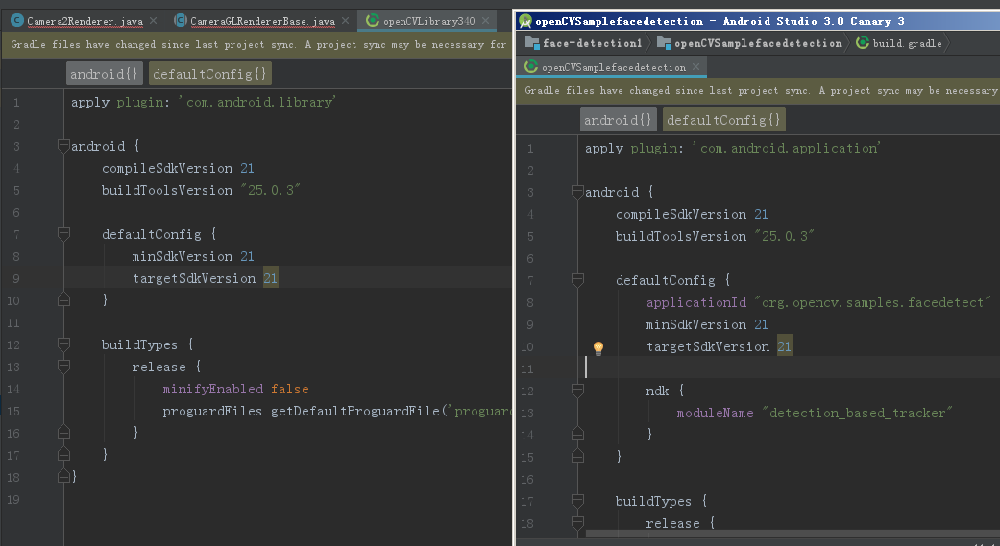 Camera2Renderer.java
CameraGLRendererBase.java
openCVLibrary340
Gradle files have changed since last project sync. A project sync may be necessary for
android{}
defaultConfig{}
1 apply plugin: 'com.android.library'
2
3 android {
4 compileSdkVersion 21
5 buildToolsVersion "25.0.3"
6
7 defaultConfig {
8 minSdkVersion 21
9 targetSdkVersion 21
10 }
11
12 buildTypes {
13 release {
14 minifyEnabled false
15 proguardFiles getDefaultProguardFile('proguard
16 }
17 }
18 }
19
openCVSamplefacedetection - Android Studio 3.0 Canary 3
face-detection1
openCVSamplefacedetection
build.gradle
openCVSamplefacedetection
Gradle files have changed since last project sync. A project sync may be necessary
android{}
defaultConfig{}
1 apply plugin: 'com.android.application'
2
3 android {
4 compileSdkVersion 21
5 buildToolsVersion "25.0.3"
6
7 defaultConfig {
8 applicationId "org.opencv.samples.facedetect"
9 minSdkVersion 21
10 targetSdkVersion 21
11
12 ndk {
13 moduleName "detection_based_tracker"
14 }
15 }
16
17 buildTypes {
18 release {